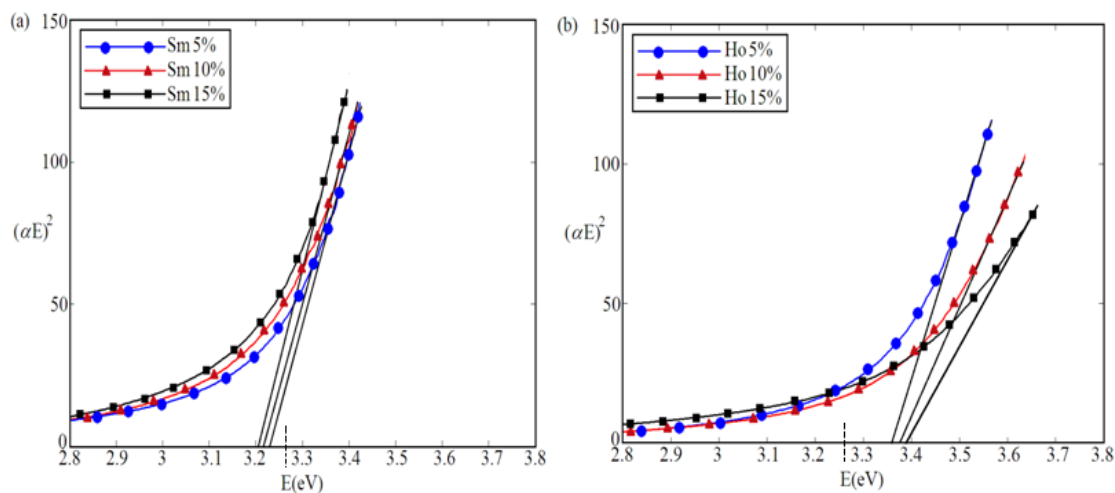 (a)
Sm 5%
Sm 10%
Sm 15%
150
100
50
0
(αE)²
2.8 2.9 3 3.1 3.2 3.3 3.4 3.5 3.6 3.7 3.8
E(eV)
(b)
Ho 5%
Ho 10%
Ho 15%
150
100
50
0
(αE)²
2.8 2.9 3 3.1 3.2 3.3 3.4 3.5 3.6 3.7 3.8
E(eV)